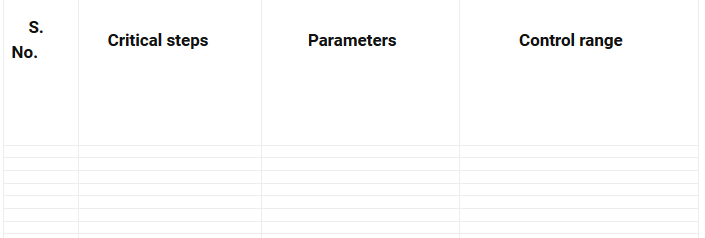 S.
No.
Critical steps
Parameters
Control range